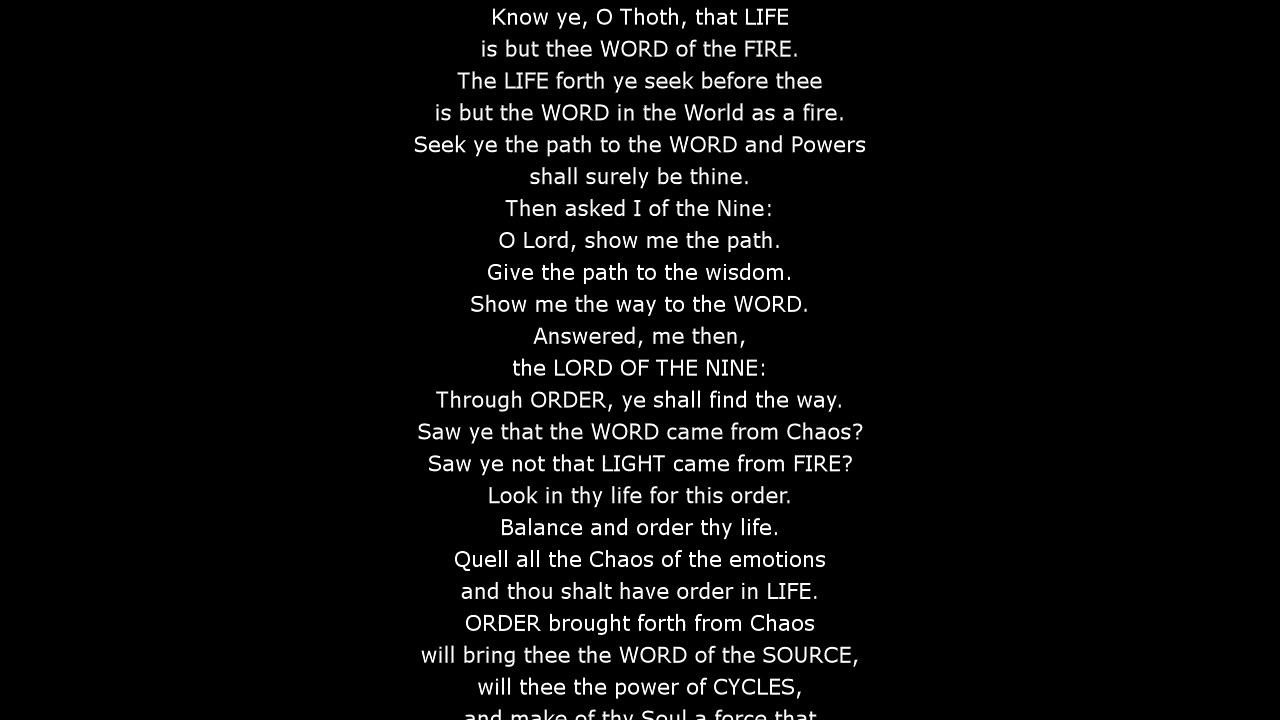 Know ye, O Thoth, that LIFE
is but thee WORD of the FIRE.
The LIFE forth ye seek before thee
is but the WORD in the World as a fire.
Seek ye the path to the WORD and Powers
shall surely be thine.
Then asked I of the Nine:
O Lord, show me the path.
Give the path to the wisdom.
Show me the way to the WORD.
Answered, me then,
the LORD OF THE NINE:
Through ORDER, ye shall find the way.
Saw ye that the WORD came from Chaos?
Saw ye not that LIGHT came from FIRE?
Look in thy life for this order.
Balance and order thy life.
Quell all the Chaos of the emotions
and thou shalt have order in LIFE.
ORDER brought forth from Chaos
will bring thee the WORD of the SOURCE,
will thee the power of CYCLES,
and make of thy Soul a force that